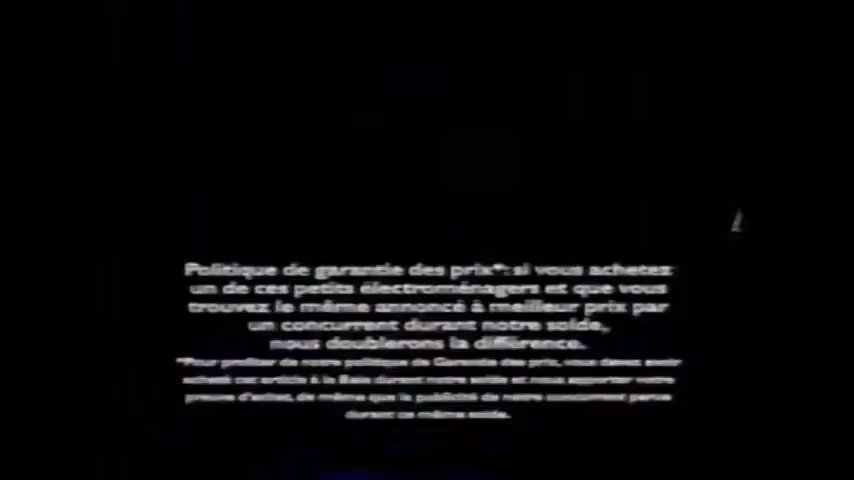 Politique de garantie des prix*: si vous achetez
un de ces petits électroménagers et que vous
trouvez le même annoncé à meilleur prix par
un concurrent durant notre solde,
nous doublerons la différence.
*Pour profiter de notre politique de Garantie des prix, vous devez avoir
acheté cet article à la Baie durant notre solde et nous apporter votre
preuve d'achat, de même que la publicité de notre concurrent parue
durant ce même solde.